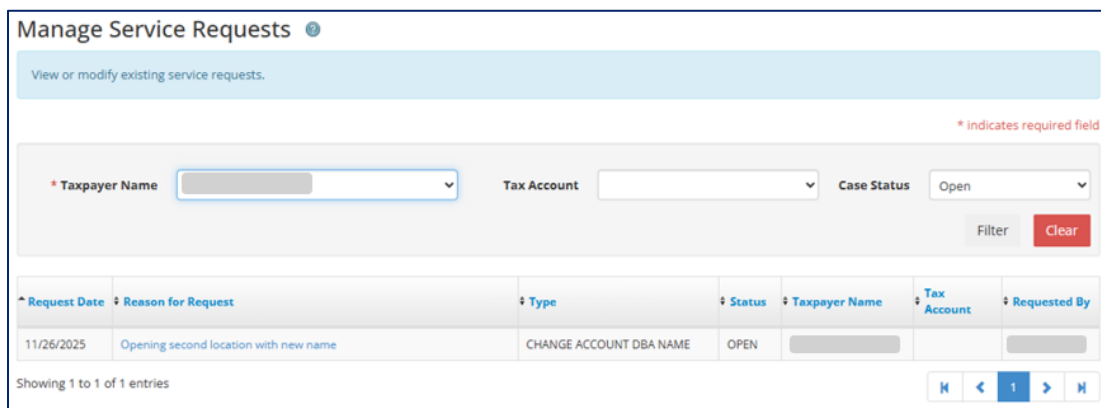 Manage Service Requests ?
View or modify existing service requests.
* indicates required field
* Taxpayer Name Tax Account Case Status Open
Filter Clear
Request Date Reason for Request Type Status Taxpayer Name Tax Account Requested By
11/26/2025 Opening second location with new name CHANGE ACCOUNT DBA NAME OPEN
Showing 1 to 1 of 1 entries 1